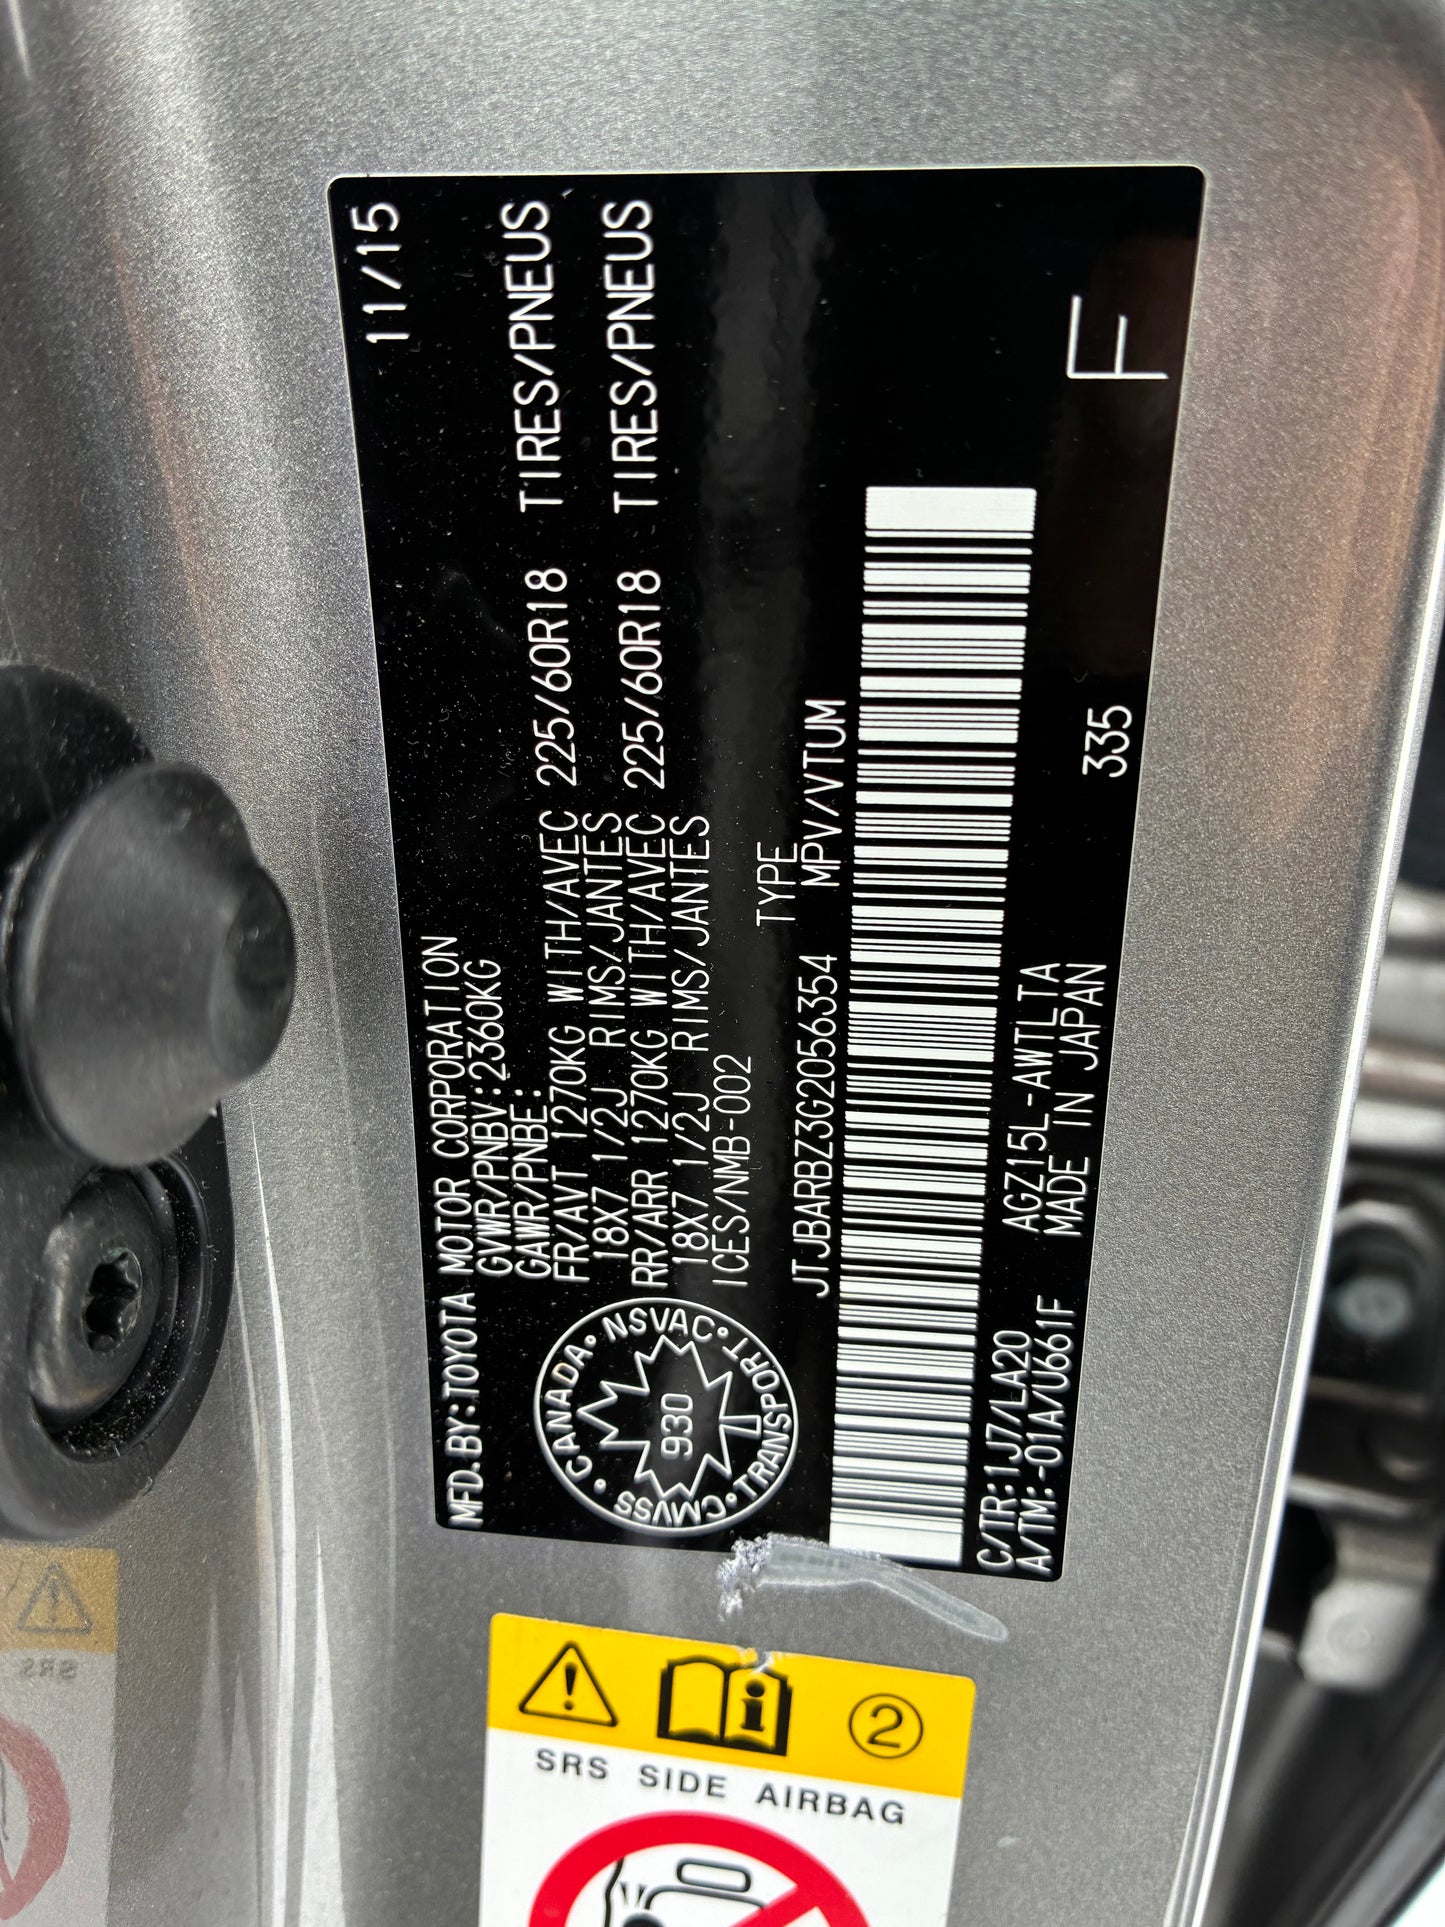 MFD.BY:TOYOTA MOTOR CORPORATION 11/15
GVWR/PNBV:2360KG
GAWR/PNBE:
FR/AVT 1270KG WITH/AVEC 225/60R18 TIRES/PNEUS
18X7 1/2J RIMS/JANTES
RR/ARR 1270KG WITH/AVEC 225/60R18 TIRES/PNEUS
18X7 1/2J RIMS/JANTES
ICES/NMB-002
CANADA • NSVAC • TRANSPORT • CMVSS •
930
T
TYPE
JTJBARBZ3G2056354 MPV/VTUM
C/TR:1J7/LA20 AGZ15L-AWTLTA
A/TM:-01A/U661F MADE IN JAPAN 335 F
2
SRS SIDE AIRBAG
SRS